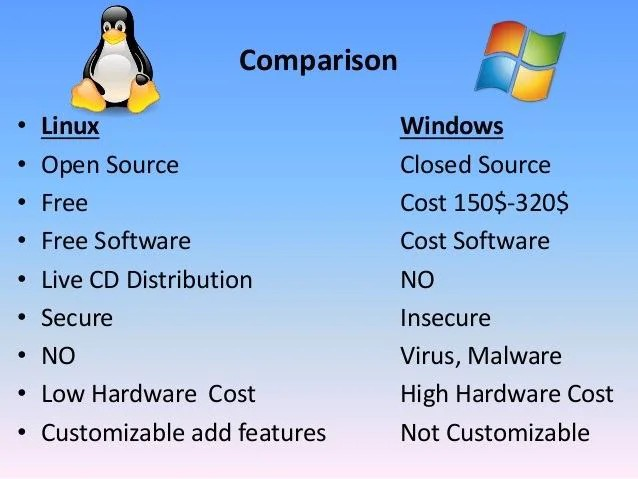 Comparison
• Linux Windows
• Open Source Closed Source
• Free Cost 150$-320$
• Free Software Cost Software
• Live CD Distribution NO
• Secure Insecure
• NO Virus, Malware
• Low Hardware  Cost High Hardware Cost
• Customizable add features Not Customizable